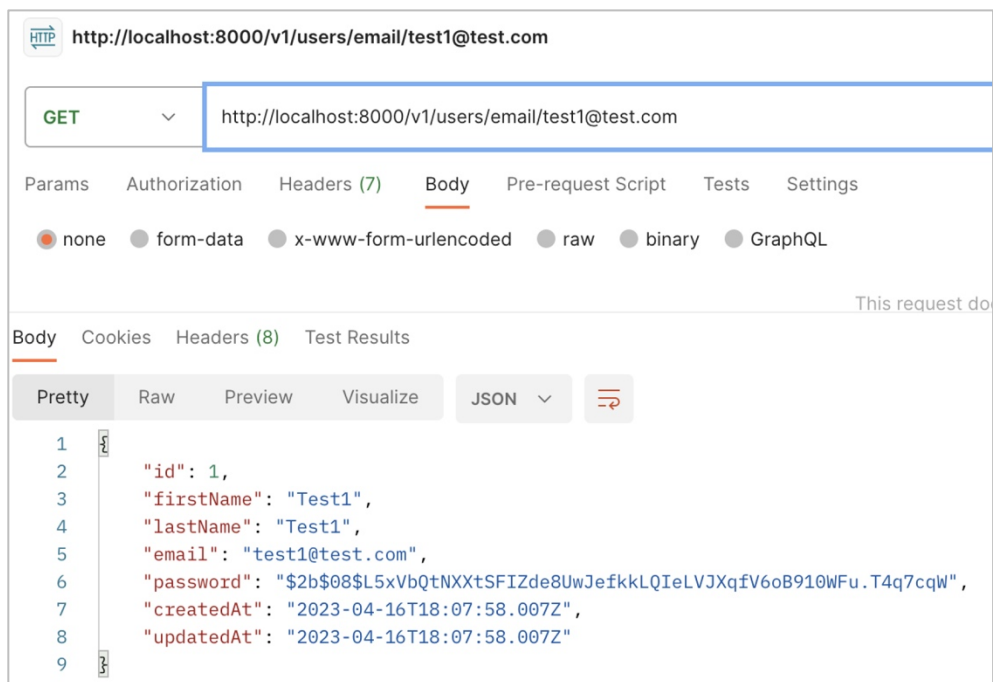 HTTP http://localhost:8000/v1/users/email/test1@test.com
GET http://localhost:8000/v1/users/email/test1@test.com
Params Authorization Headers (7) Body Pre-request Script Tests Settings
none form-data x-www-form-urlencoded raw binary GraphQL
This request do
Body Cookies Headers (8) Test Results
Pretty Raw Preview Visualize JSON
1 {
2 "id": 1,
3 "firstName": "Test1",
4 "lastName": "Test1",
5 "email": "test1@test.com",
6 "password": "$2b$08$L5xVbQtNXXtSFIZde8UwJefkkLQIeLVJXqfV6oB910WFu.T4q7cqW",
7 "createdAt": "2023-04-16T18:07:58.007Z",
8 "updatedAt": "2023-04-16T18:07:58.007Z"
9 }